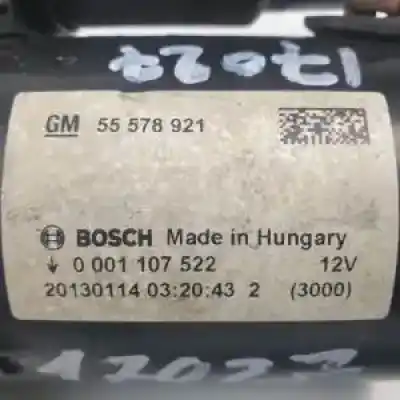 17022
GM 55 578 921
BOSCH Made in Hungary
0 001 107 522 12V
20130114 03:20:43 2 (3000)